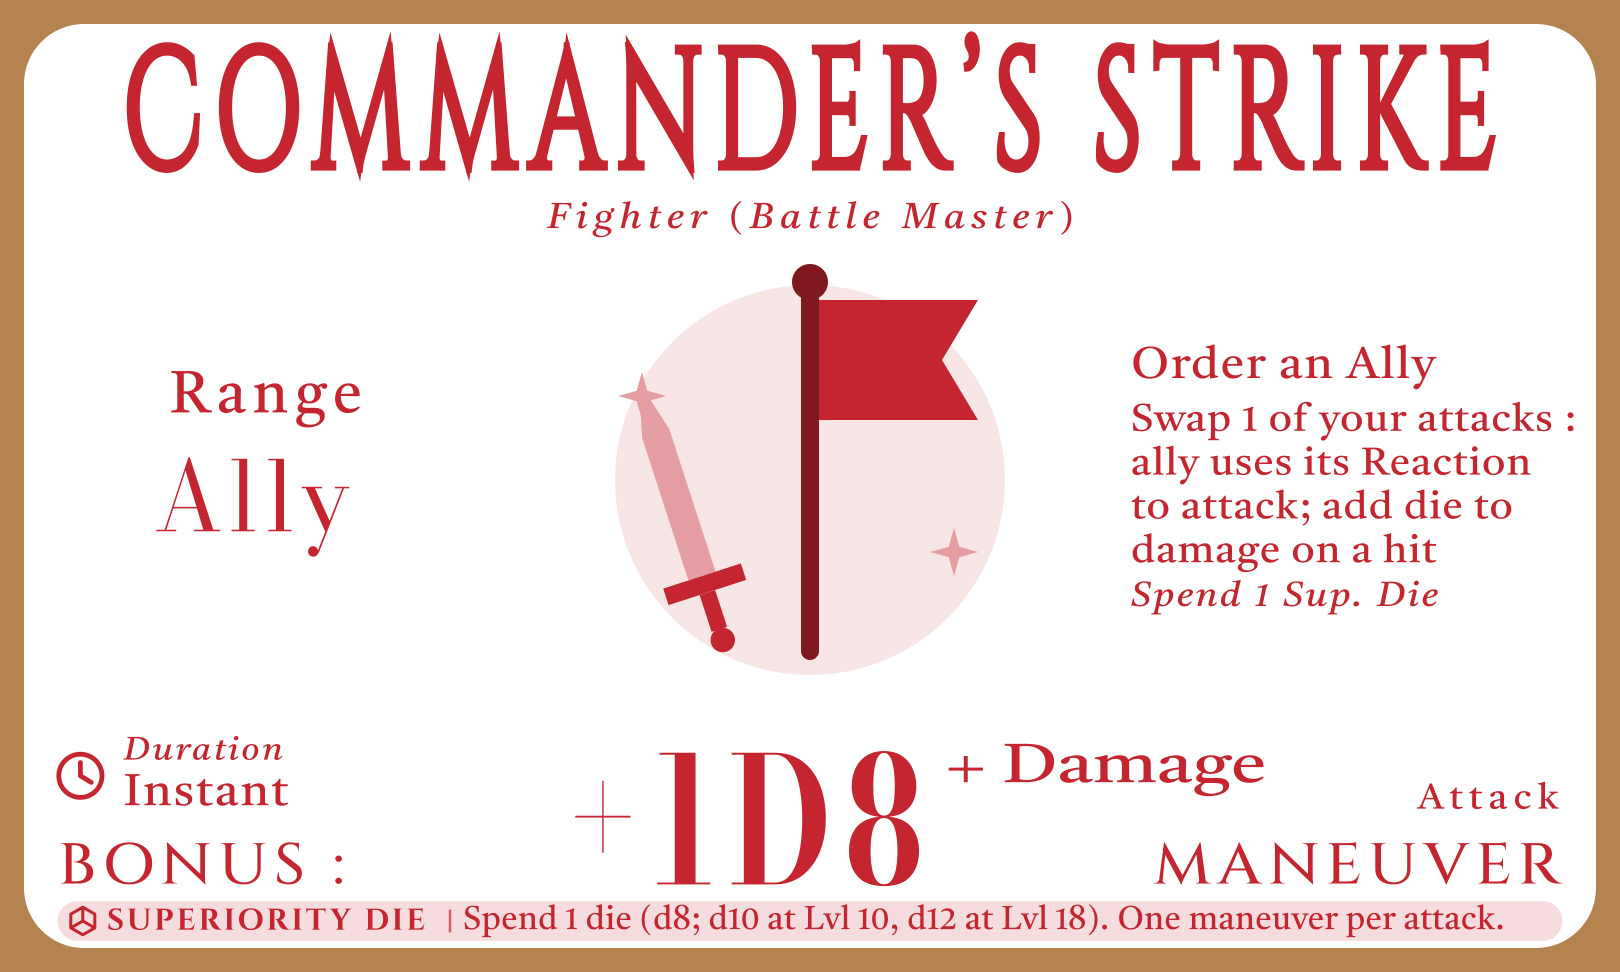 COMMANDER’S STRIKE
Fighter (Battle Master)
Range
Ally
Order an Ally
Swap 1 of your attacks :
ally uses its Reaction
to attack; add die to
damage on a hit
Spend 1 Sup. Die
Duration
Instant
BONUS :
+ 1D8 + Damage
Attack
MANEUVER
SUPERIORITY DIE | Spend 1 die (d8; d10 at Lvl 10, d12 at Lvl 18). One maneuver per attack.